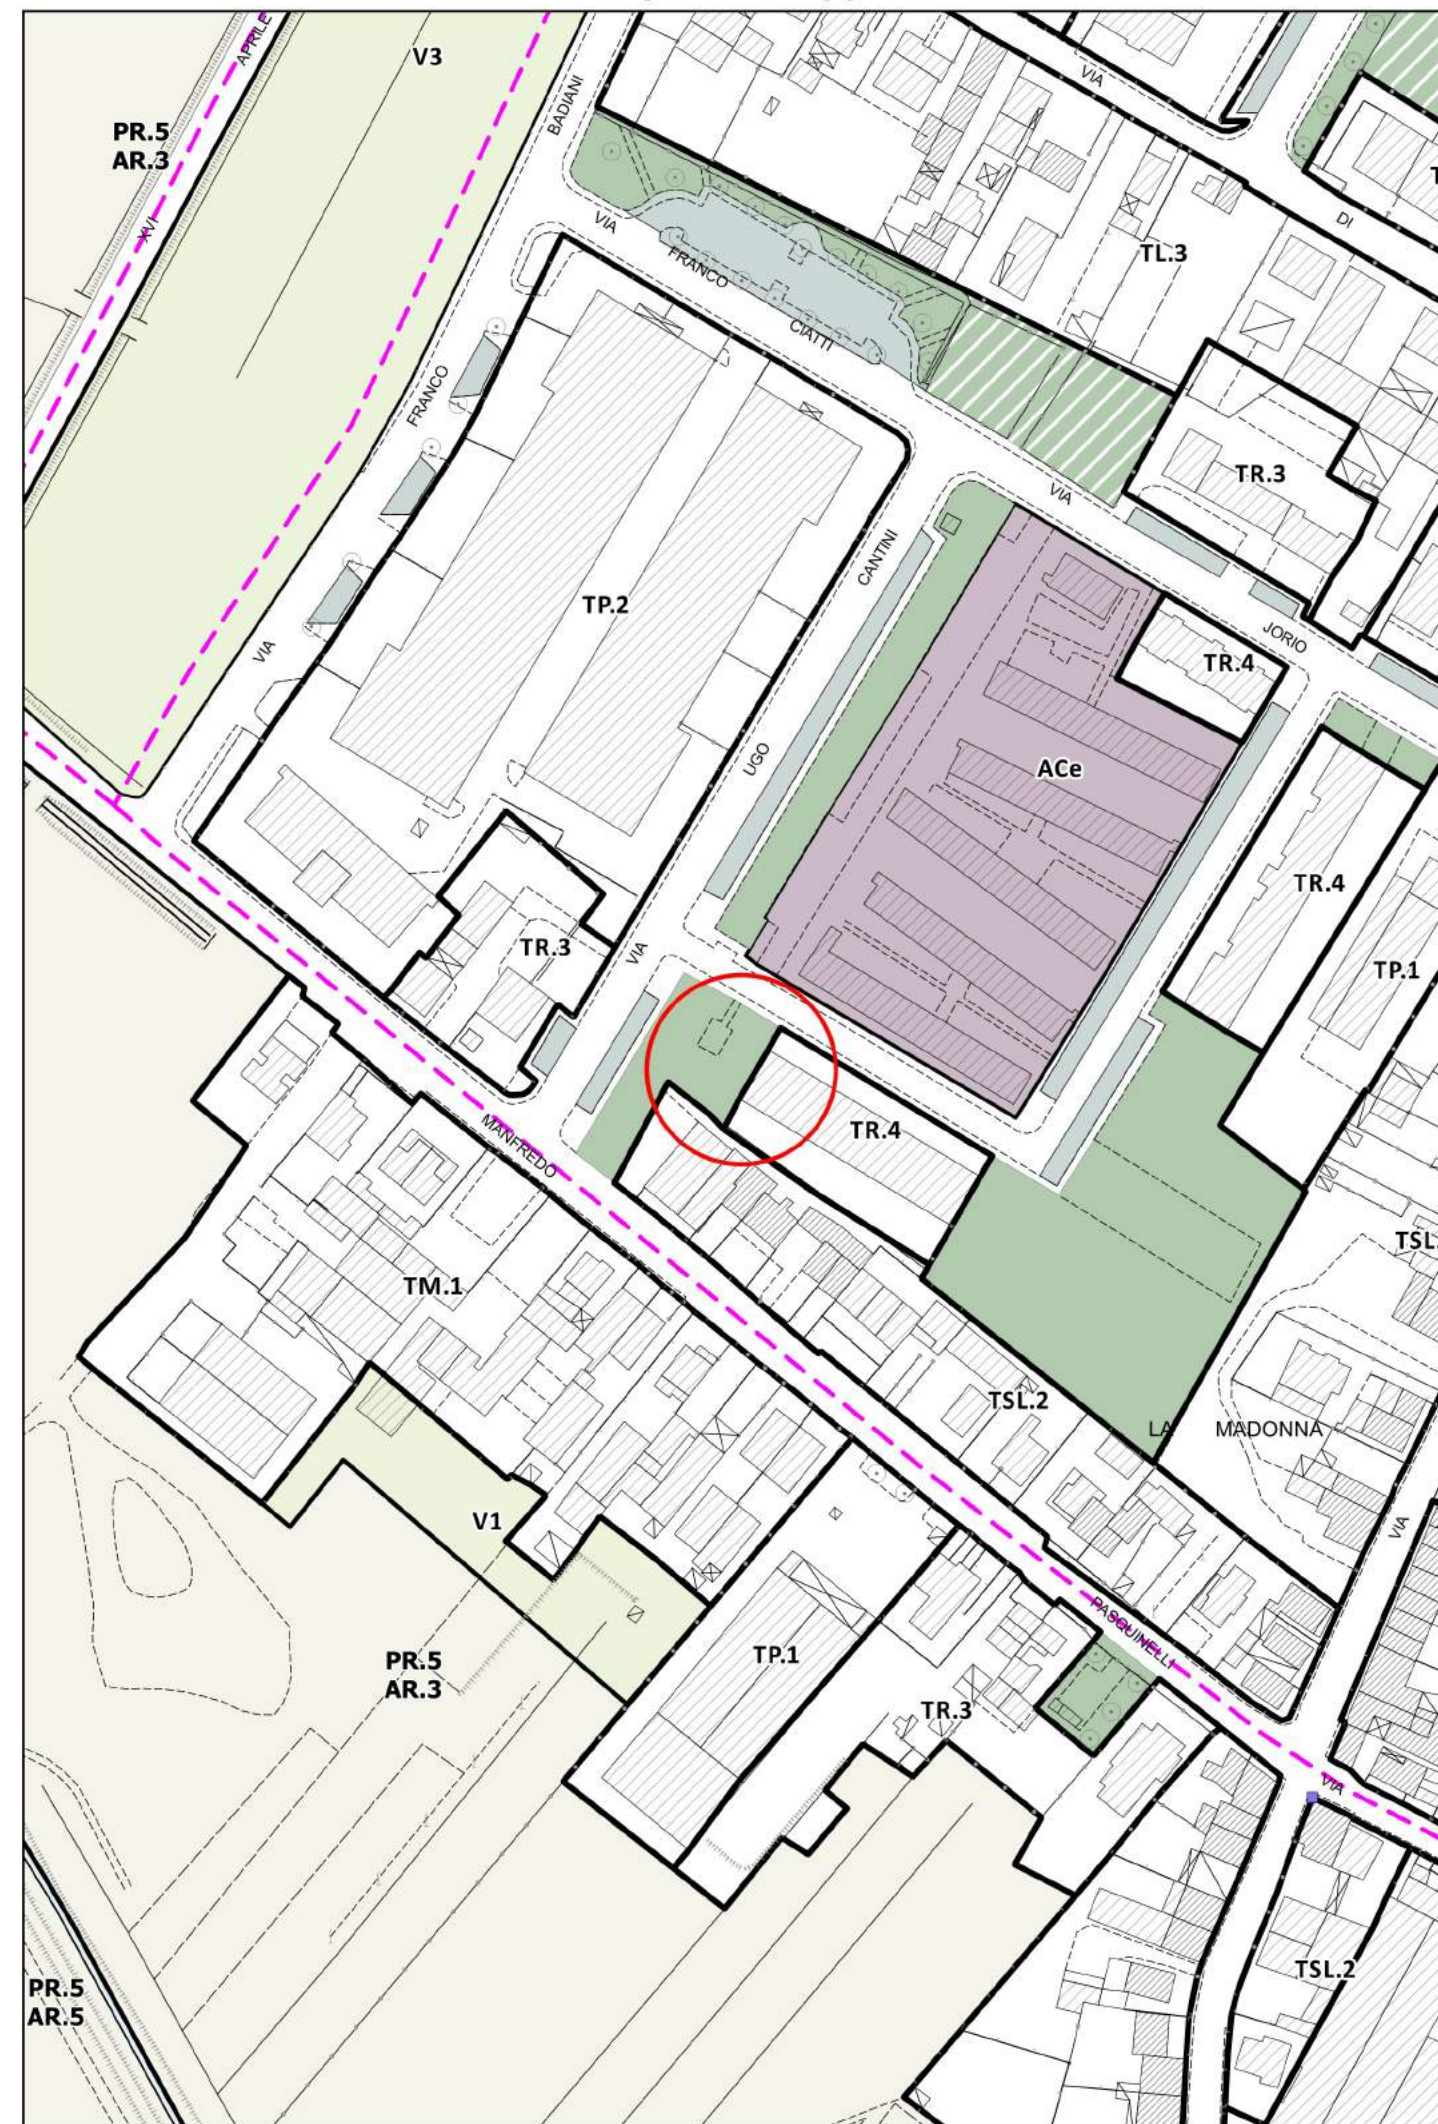 APRILE
V3
VIA
PR.5
AR.3
BADIANI
XVI
VIA
DI
FRANCO
TL.3
CIATTI
FRANCO
TR.3
VIA
CANTINI
TP.2
VIA
JORIO
TR.4
UGO
ACe
TR.4
TR.3
VIA
TP.1
MANFREDO
TR.4
TSL.
TM.1
TSL.2
LA MADONNA
V1
VIA
PASQUINELLI
PR.5
AR.3
TP.1
TR.3
VIA
TSL.2
PR.5
AR.5